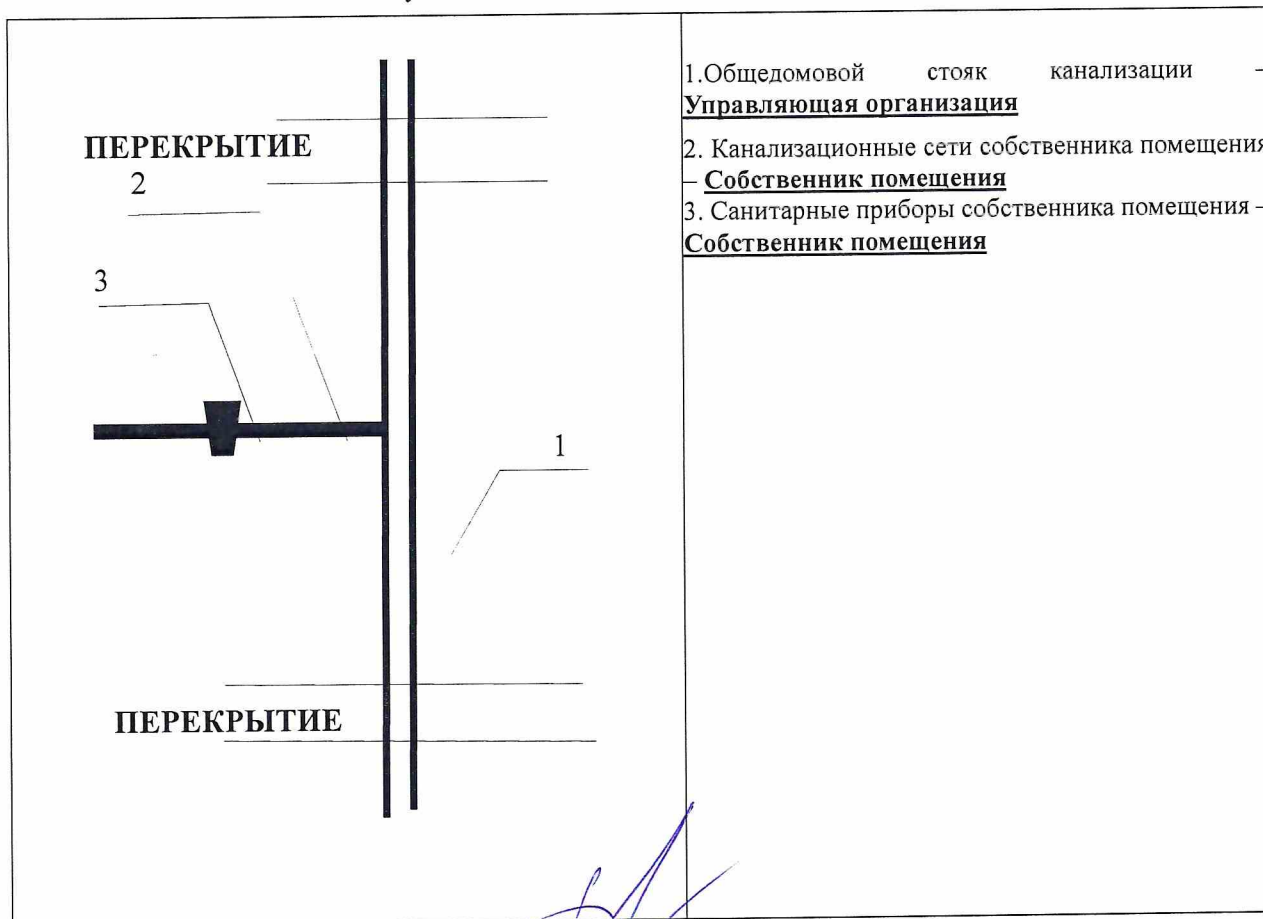 ПЕРЕКРЫТИЕ
2
3
1
ПЕРЕКРЫТИЕ
1.Общедомовой стояк канализации –
Управляющая организация
2. Канализационные сети собственника помещения
– Собственник помещения
3. Санитарные приборы собственника помещения –
Собственник помещения